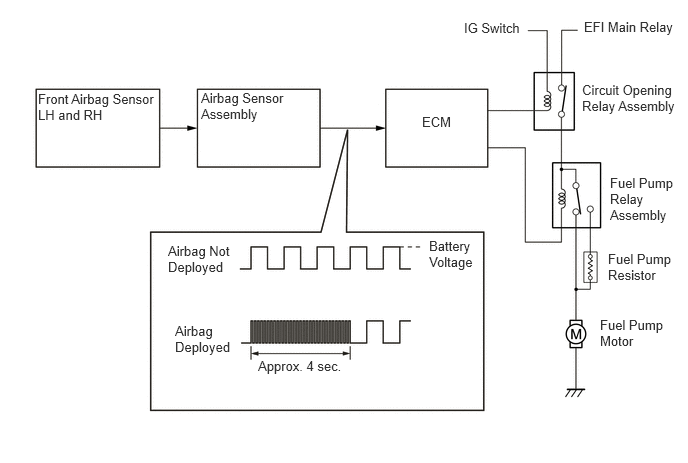 IG Switch
EFI Main Relay
Front Airbag Sensor
LH and RH
Airbag Sensor
Assembly
ECM
Circuit Opening
Relay Assembly
Fuel Pump
Relay
Assembly
Airbag Not
Deployed
Battery
Voltage
Fuel Pump
Resistor
Airbag
Deployed
Approx. 4 sec.
M
Fuel Pump
Motor